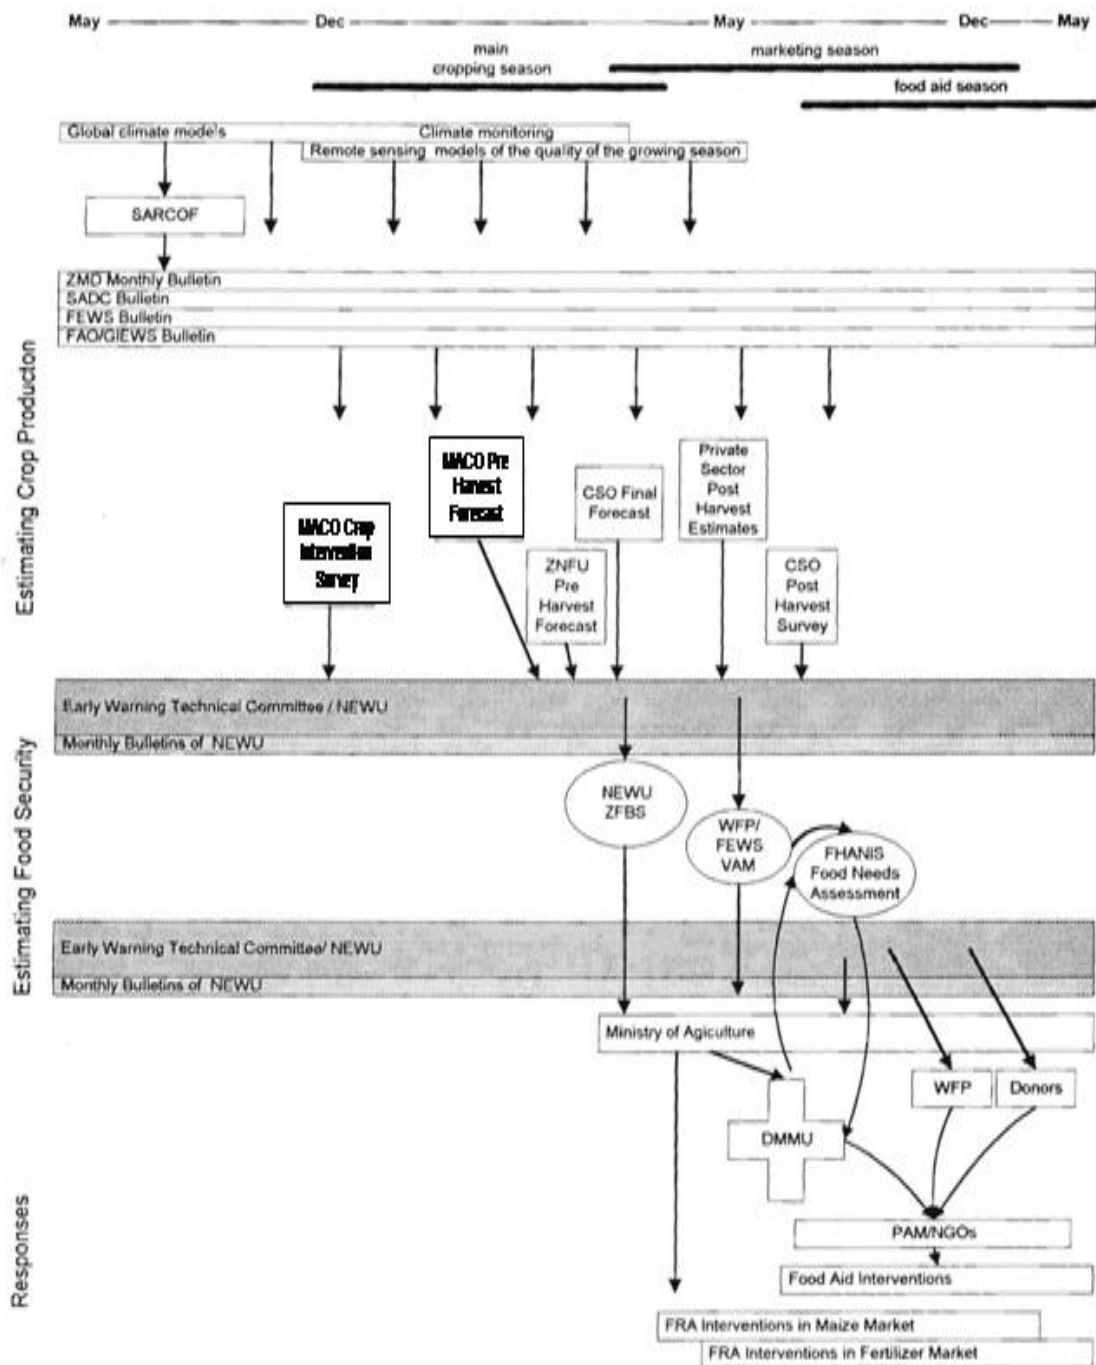 May
Dec
May
Dec
May
main
cropping season
marketing season
food aid season
Global climate models
Climate monitoring
Remote sensing models of the quality of the growing season
SARCOF
ZMD Monthly Bulletin
SADC Bulletin
FEWS Bulletin
FAO/GIEWS Bulletin
Estimating Crop Producton
MACO Crop
Intervention
Survey
MACO Pre
Harvest
Forecast
ZNFU
Pre
Harvest
Forecast
CSO Final
Forecast
Private
Sector
Post
Harvest
Estimates
CSO
Post
Harvest
Survey
Early Warning Technical Committee / NEWU
Monthly Bulletins of NEWU
Estimating Food Security
NEWU
ZFBS
WFP/
FEWS
VAM
FHANIS
Food Needs
Assessment
Early Warning Technical Committee/ NEWU
Monthly Bulletins of NEWU
Ministry of Agiculture
WFP
Donors
DMMU
Responses
PAM/NGOs
Food Aid Interventions
FRA Interventions in Maize Market
FRA Interventions in Fertilizer Market